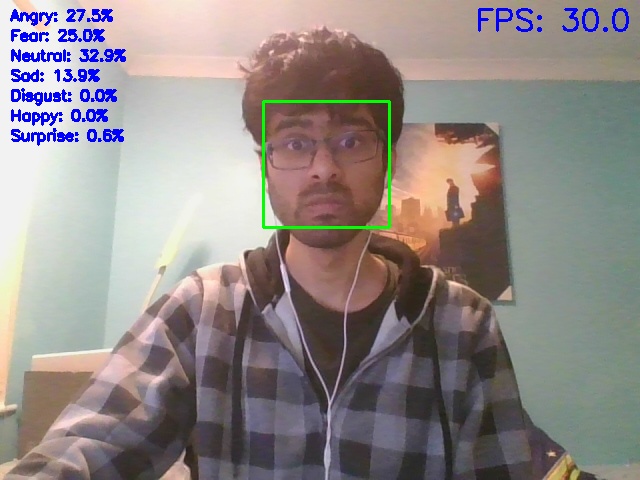 Angry: 27.5%
Fear: 25.0%
Neutral: 32.9%
Sad: 13.9%
Disgust: 0.0%
Happy: 0.0%
Surprise: 0.6%
FPS: 30.0